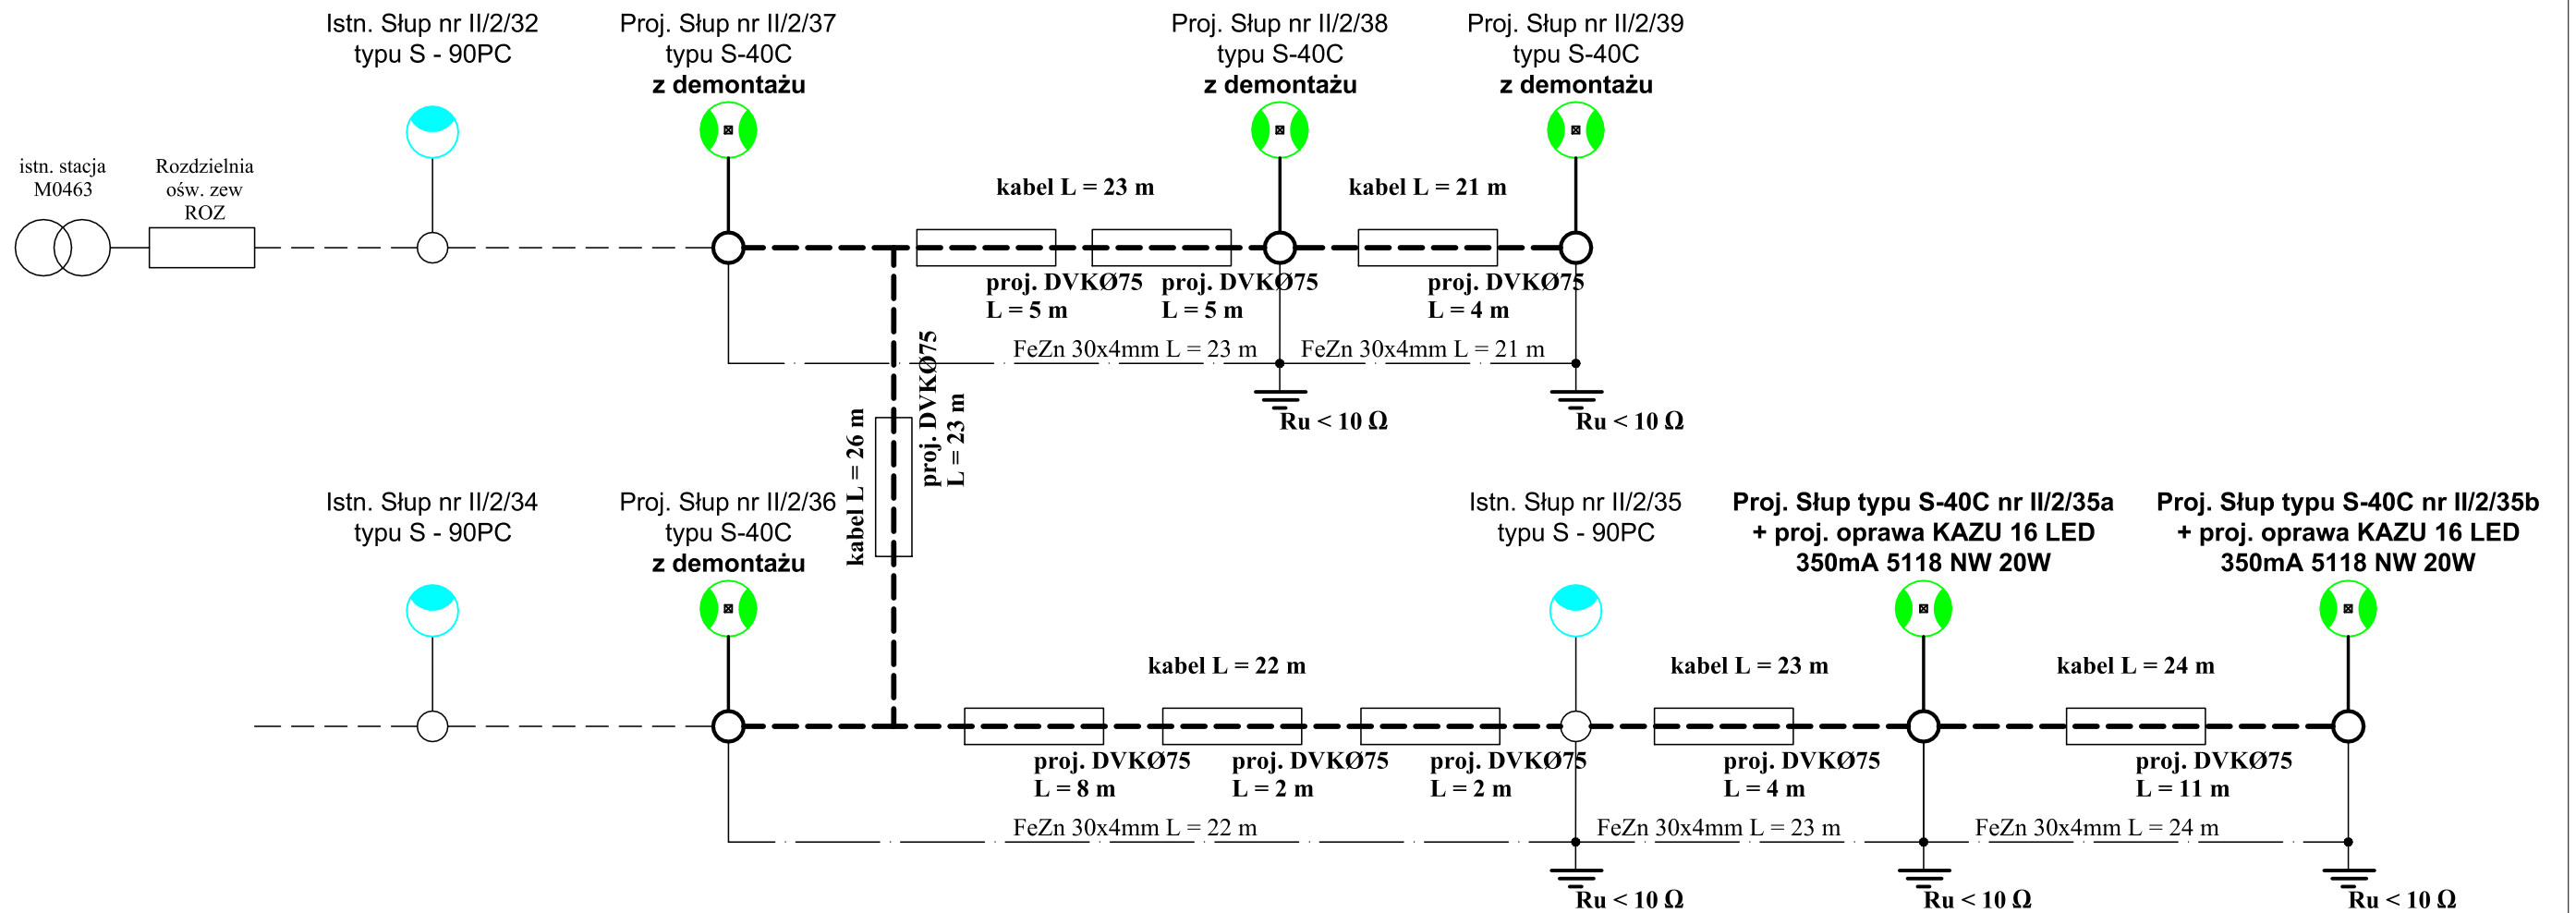 Istn. Słup nr II/2/32
typu S - 90PC
Proj. Słup nr II/2/37
typu S-40C
z demontażu
Proj. Słup nr II/2/38
typu S-40C
z demontażu
Proj. Słup nr II/2/39
typu S-40C
z demontażu
istn. stacja
M0463
Rozdzielnia
ośw. zew
ROZ
kabel L = 23 m
kabel L = 21 m
proj. DVKØ75
L = 5 m
proj. DVKØ75
L = 5 m
proj. DVKØ75
L = 4 m
FeZn 30x4mm L = 23 m
FeZn 30x4mm L = 21 m
Ru < 10 Ω
Ru < 10 Ω
kabel L = 26 m
proj. DVKØ75
L = 23 m
Istn. Słup nr II/2/34
typu S - 90PC
Proj. Słup nr II/2/36
typu S-40C
z demontażu
Istn. Słup nr II/2/35
typu S - 90PC
Proj. Słup typu S-40C nr II/2/35a
+ proj. oprawa KAZU 16 LED
350mA 5118 NW 20W
Proj. Słup typu S-40C nr II/2/35b
+ proj. oprawa KAZU 16 LED
350mA 5118 NW 20W
kabel L = 22 m
kabel L = 23 m
kabel L = 24 m
proj. DVKØ75
L = 8 m
proj. DVKØ75
L = 2 m
proj. DVKØ75
L = 2 m
proj. DVKØ75
L = 4 m
proj. DVKØ75
L = 11 m
FeZn 30x4mm L = 22 m
FeZn 30x4mm L = 23 m
FeZn 30x4mm L = 24 m
Ru < 10 Ω
Ru < 10 Ω
Ru < 10 Ω